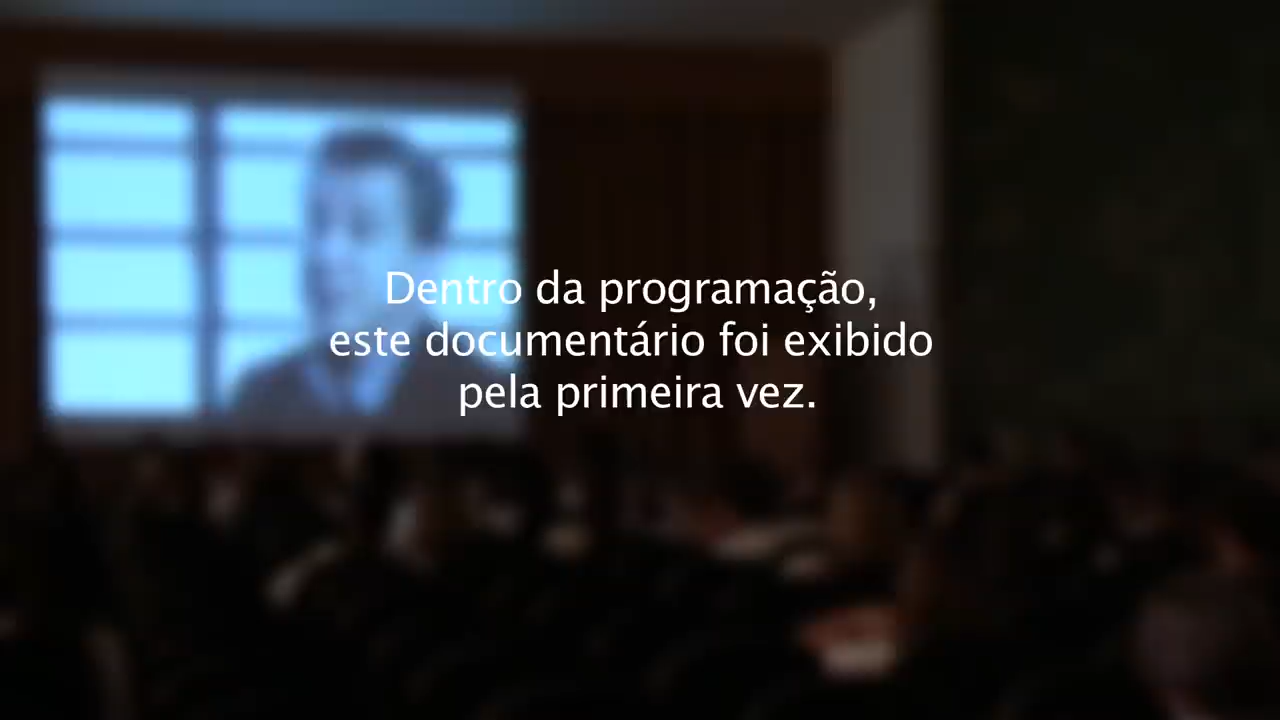 Dentro da programação,
este documentário foi exibido
pela primeira vez.